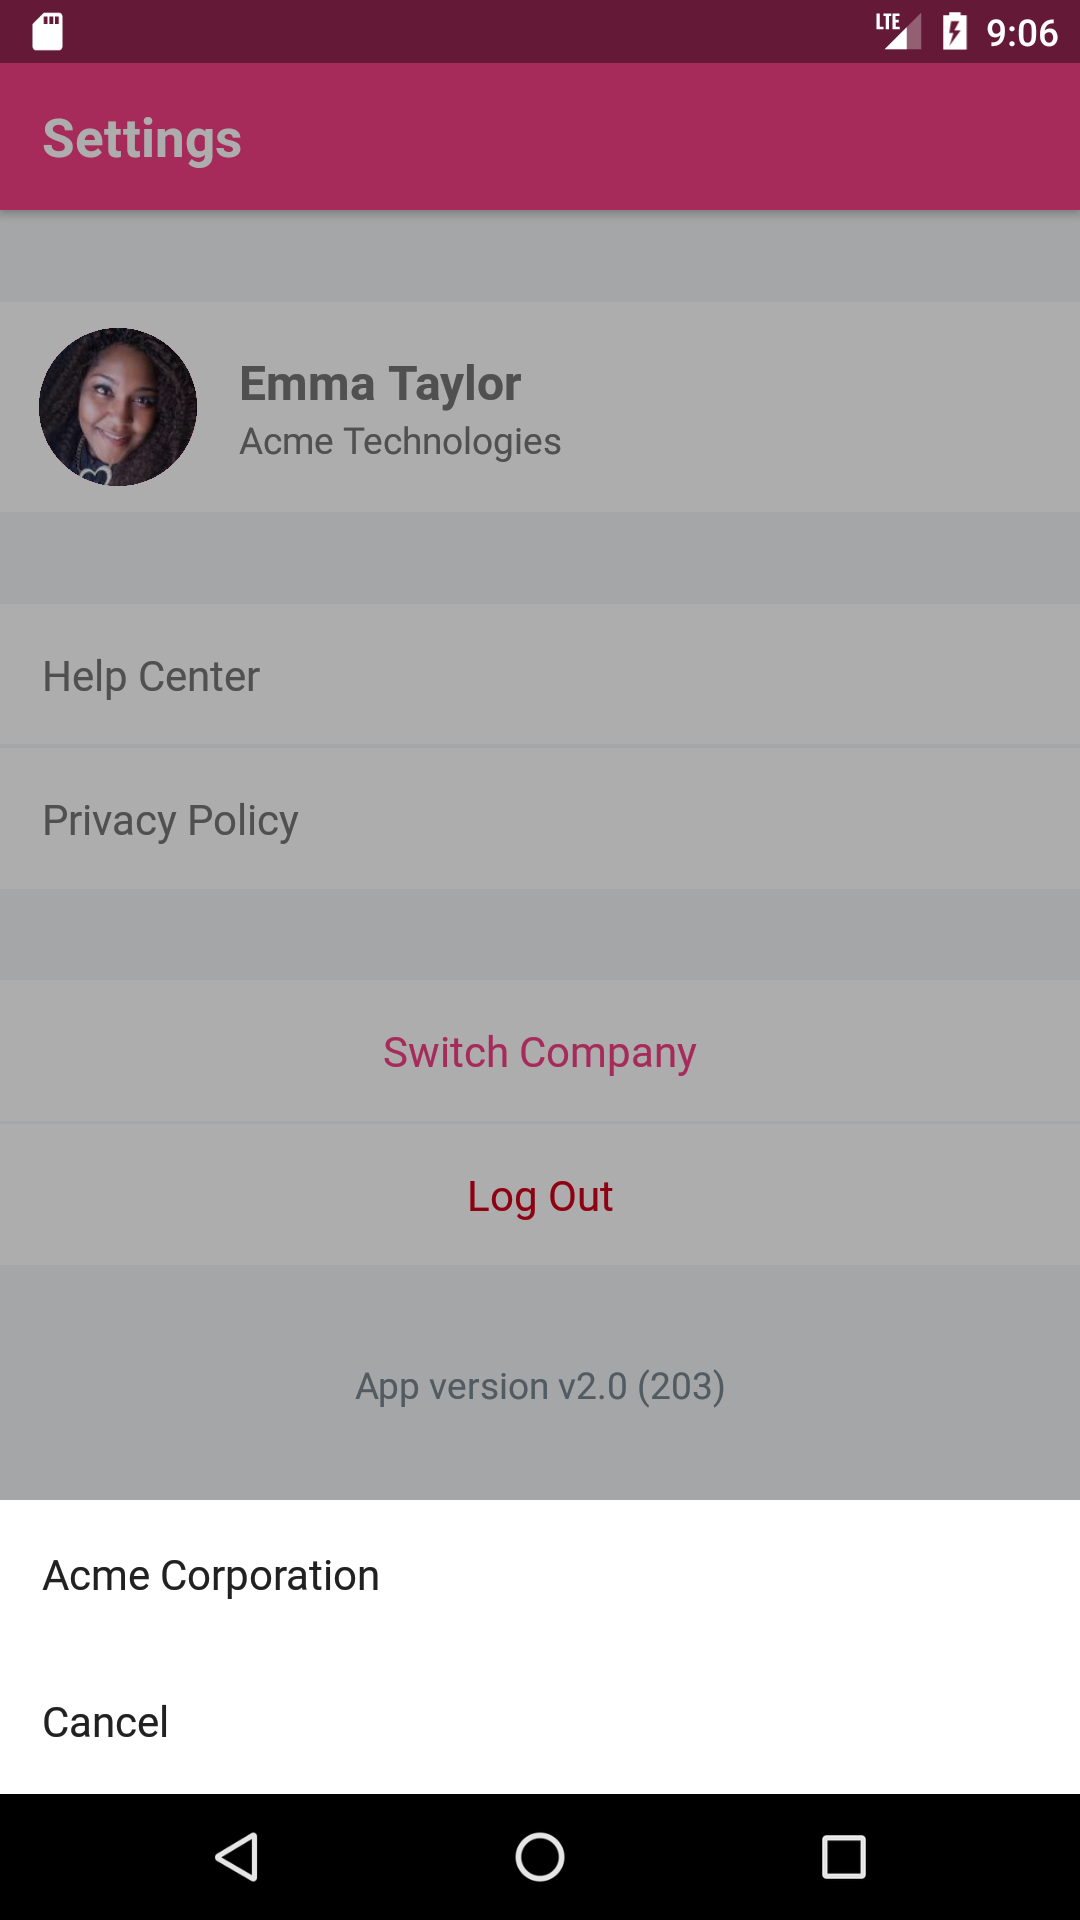 LTE 9:06
Settings
Emma Taylor
Acme Technologies
Help Center
Privacy Policy
Switch Company
Log Out
App version v2.0 (203)
Acme Corporation
Cancel